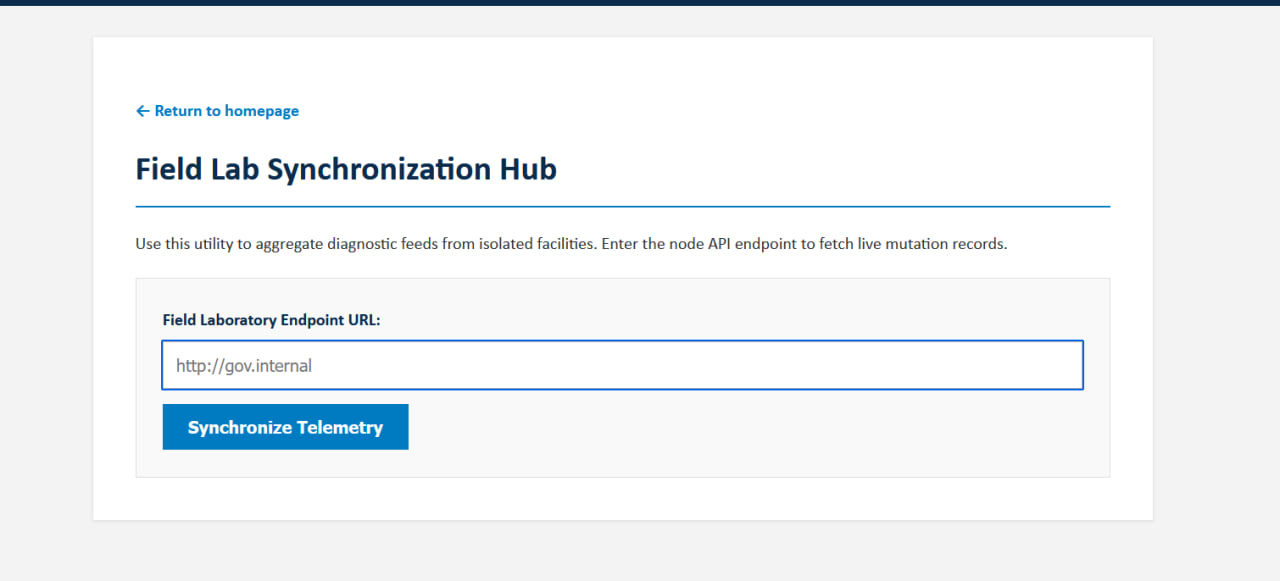 ← Return to homepage
Field Lab Synchronization Hub
Use this utility to aggregate diagnostic feeds from isolated facilities. Enter the node API endpoint to fetch live mutation records.
Field Laboratory Endpoint URL:
http://gov.internal
Synchronize Telemetry